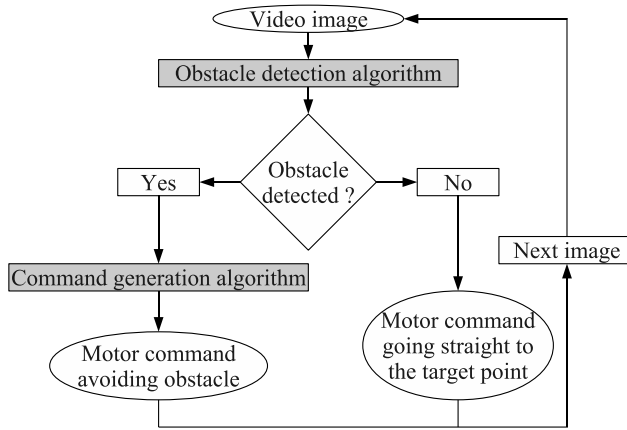 Video image
Obstacle detection algorithm
Obstacle
detected ?
Yes
No
Next image
Command generation algorithm
Motor command
avoiding obstacle
Motor command
going straight to
the target point